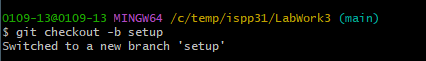 0109-13@0109-13 MINGW64 /c/temp/ispp31/LabWork3 (main)
$ git checkout -b setup
Switched to a new branch 'setup'